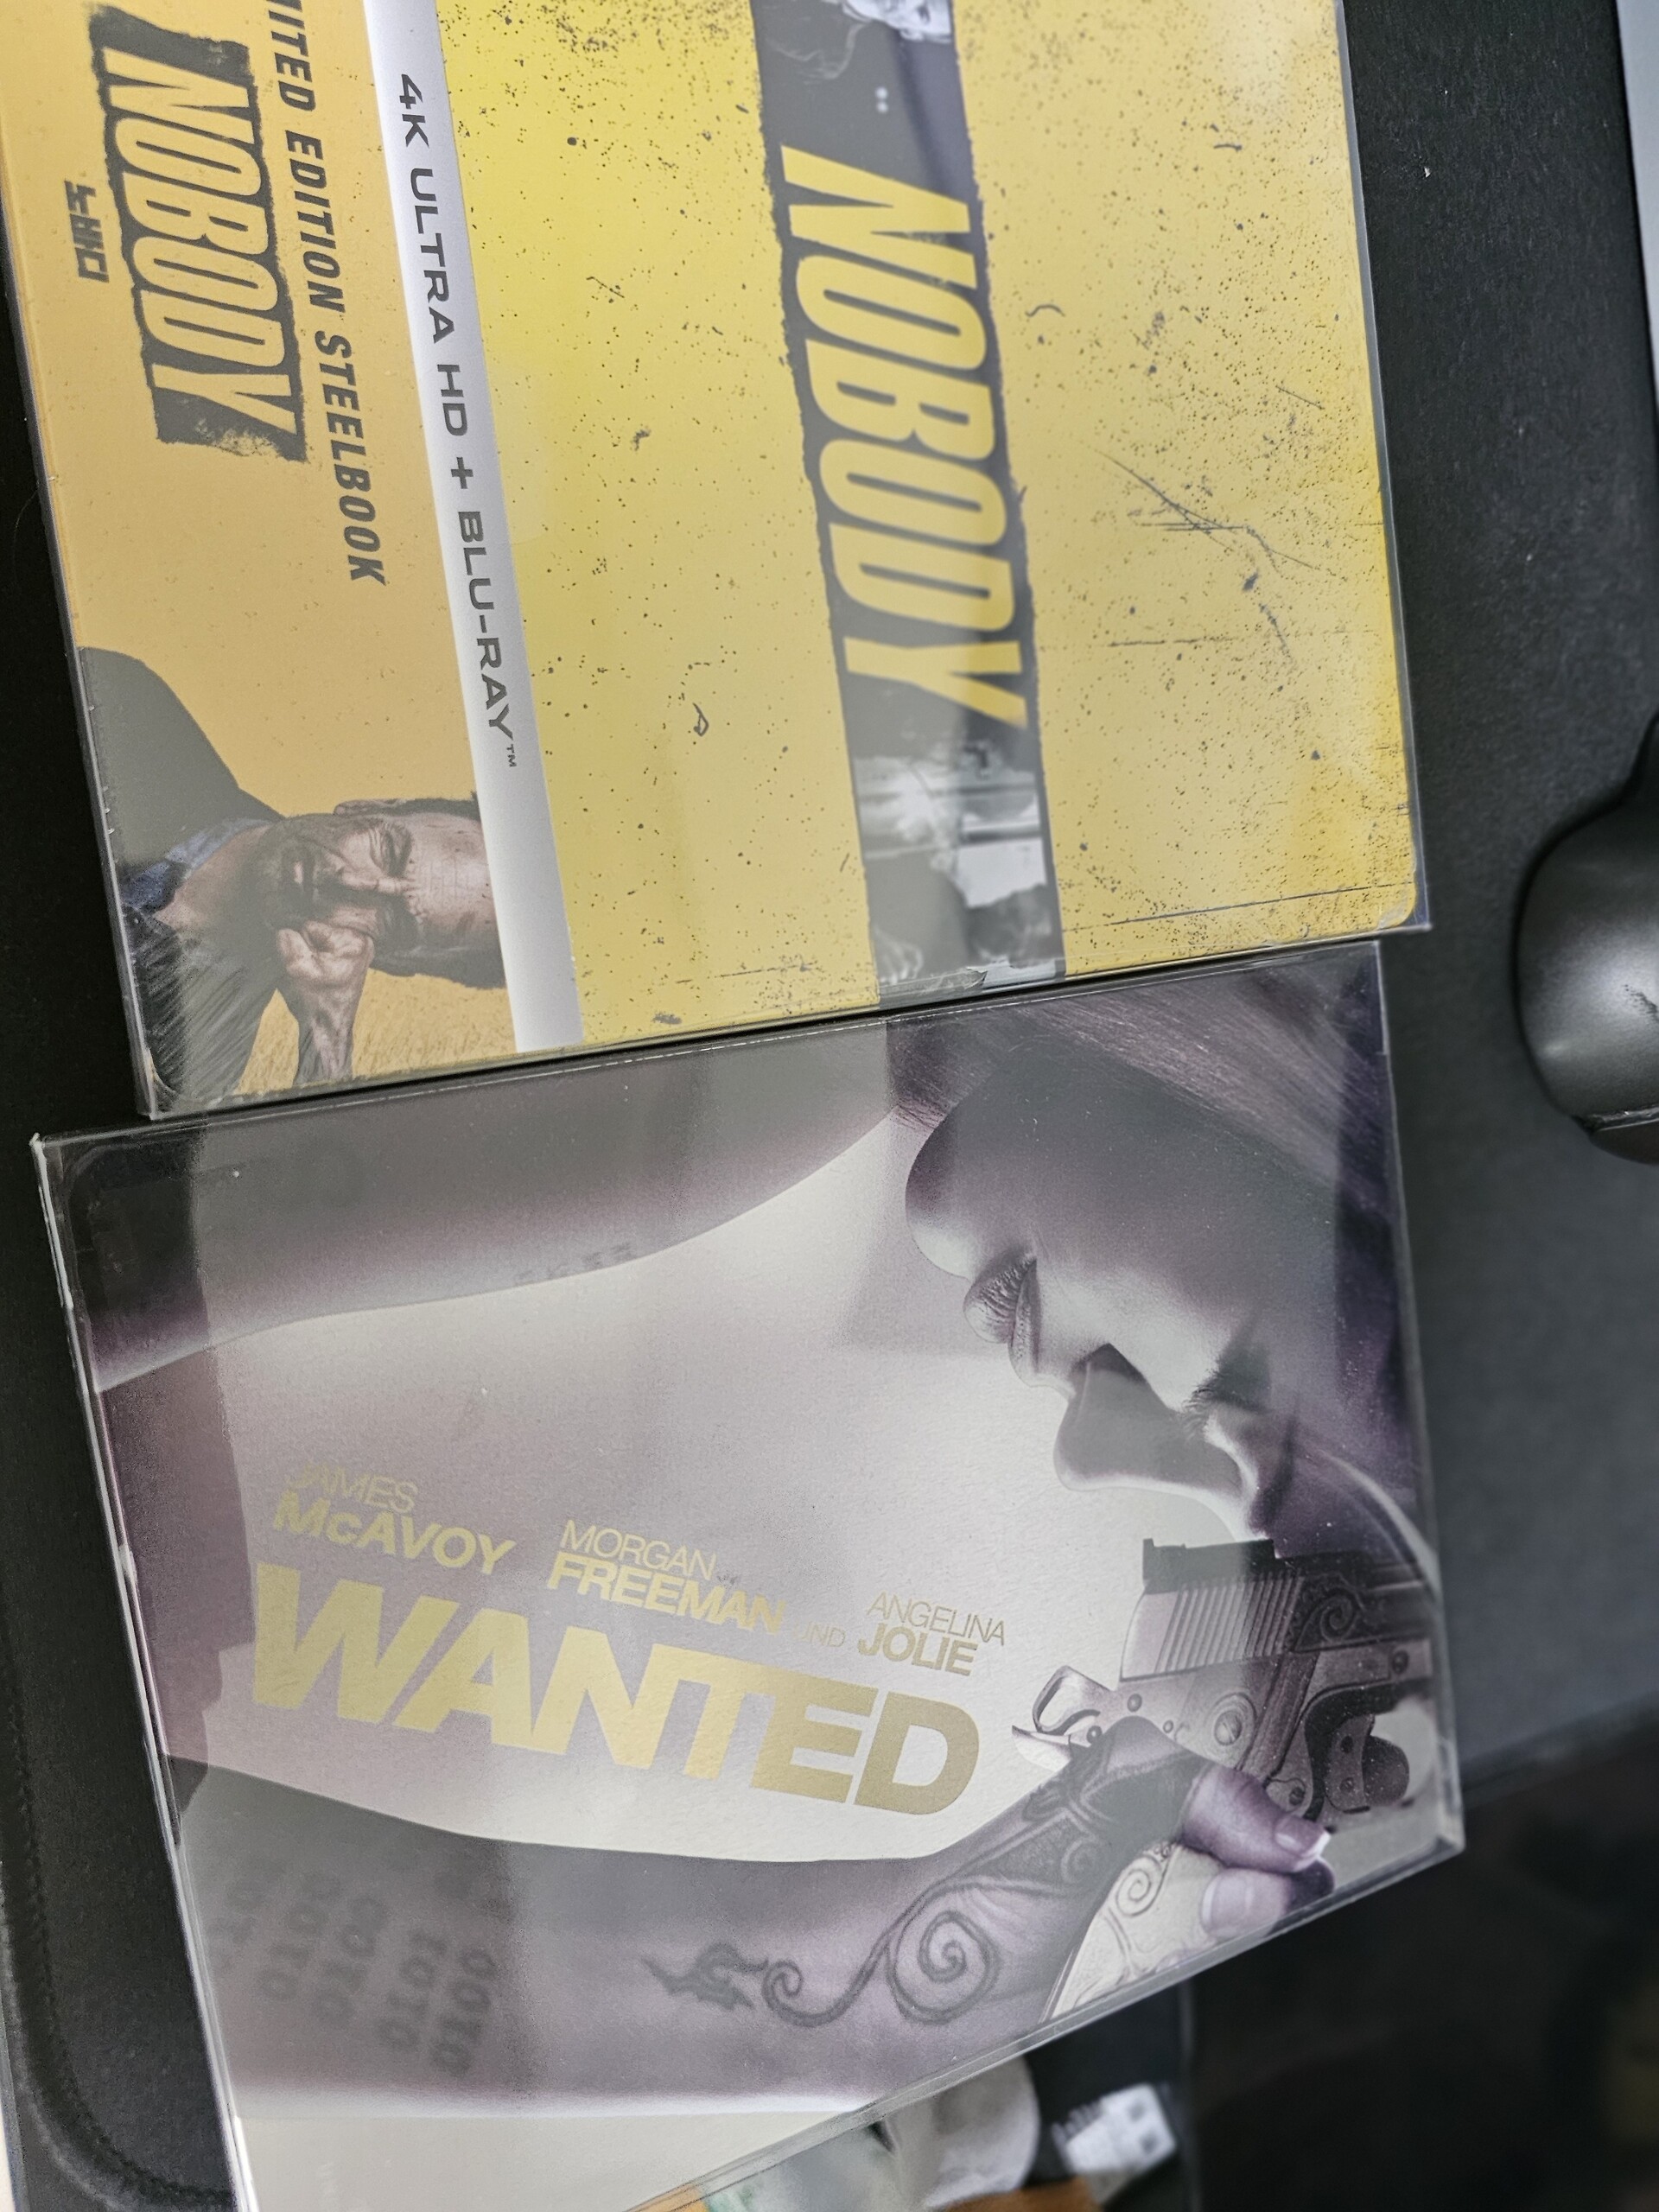 NOBODY
노바디
MITED EDITION STEELBOOK
4K ULTRA HD + BLU-RAY™
NOBODY
JAMES
McAVOY
MORGAN
FREEMAN
UND
ANGELINA
JOLIE
WANTED